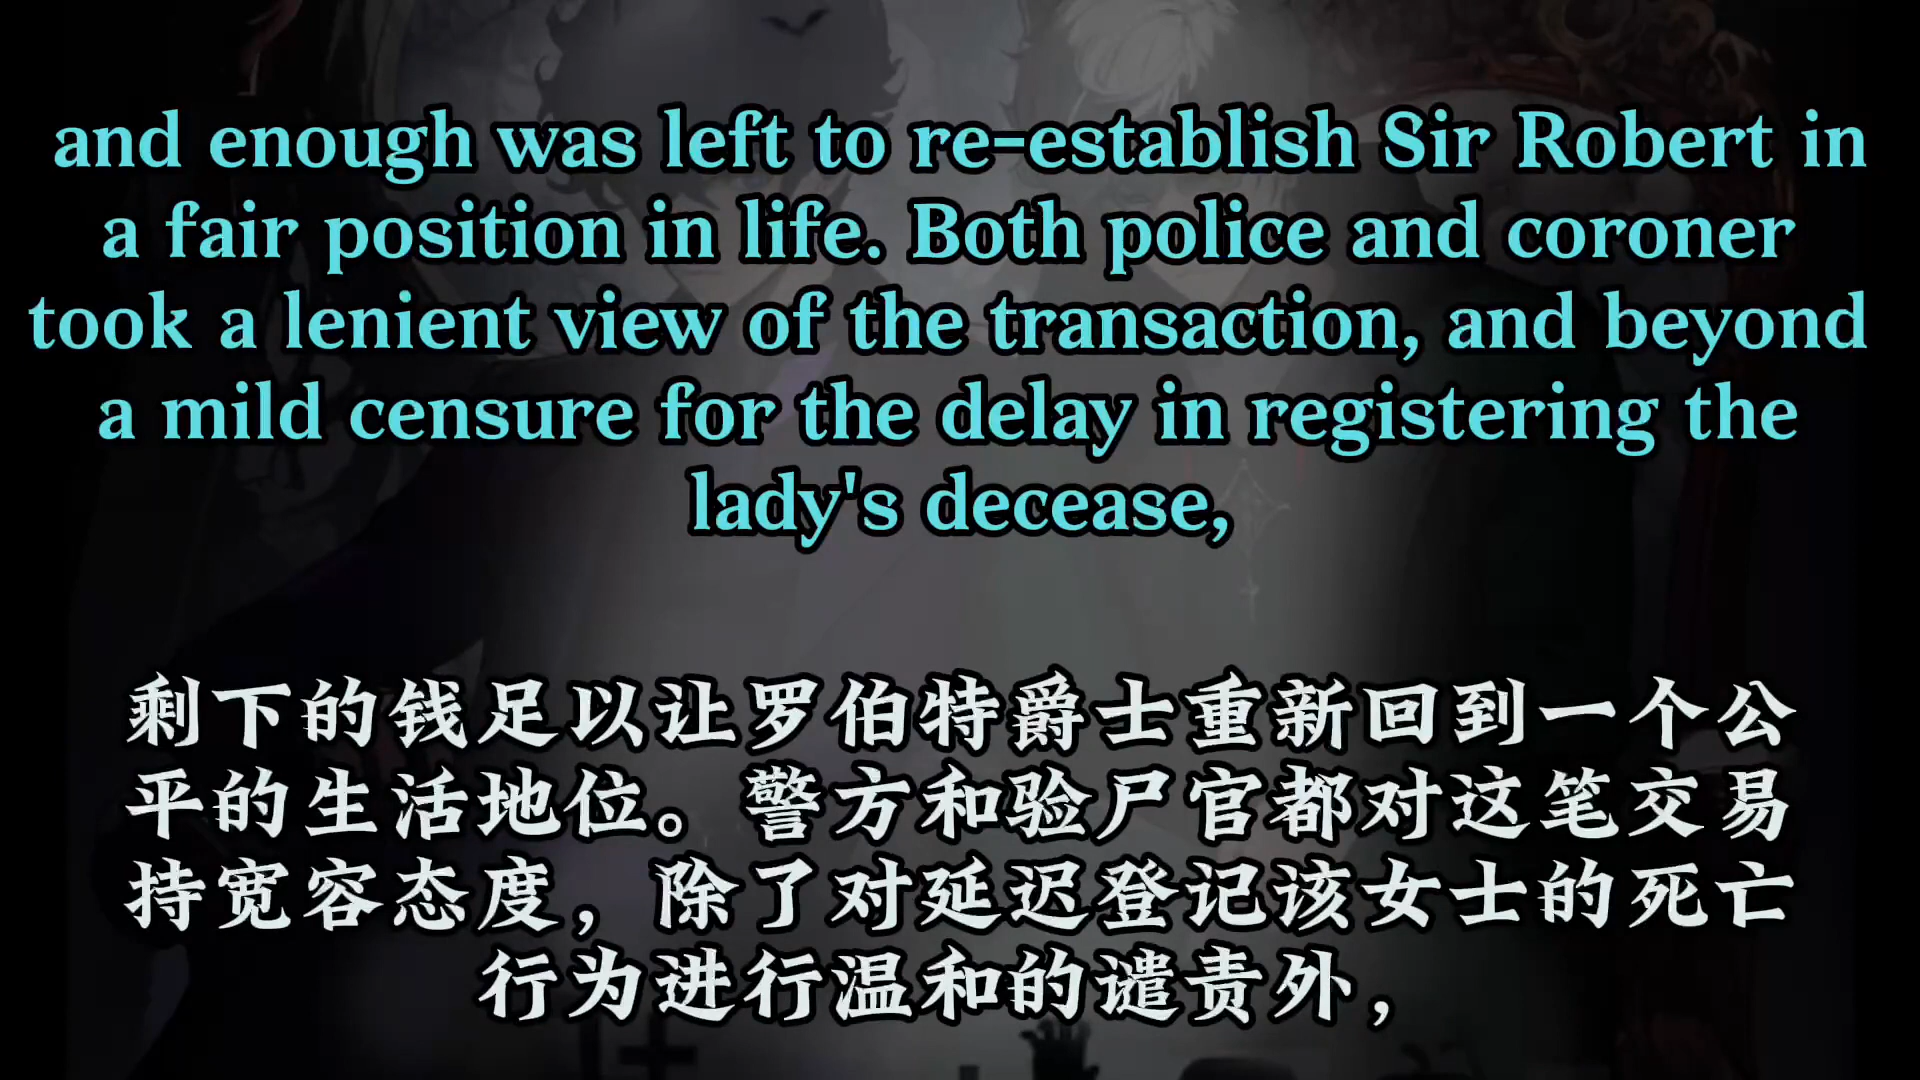 and enough was left to re-establish Sir Robert in
a fair position in life. Both police and coroner
took a lenient view of the transaction, and beyond
a mild censure for the delay in registering the
lady's decease,
剩下的钱足以让罗伯特爵士重新回到一个公
平的生活地位。警方和验尸官都对这笔交易
持宽容态度，除了对延迟登记该女士的死亡
行为进行温和的谴责外，